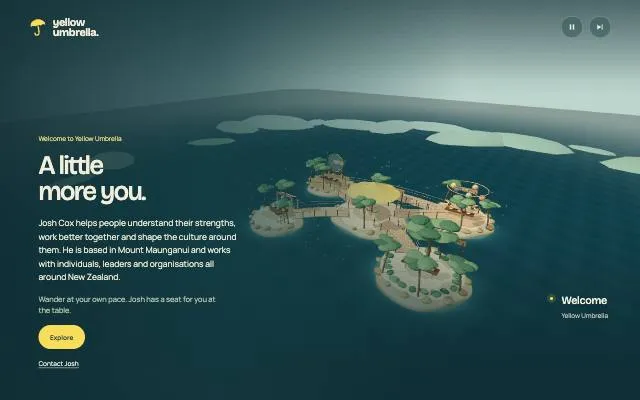 yellow
umbrella.
Welcome to Yellow Umbrella
A little
more you.
Josh Cox helps people understand their strengths,
work better together and shape the culture around
them. He is based in Mount Maunganui and works
with individuals, leaders and organisations all
around New Zealand.
Wander at your own pace. Josh has a seat for you at
the table.
Explore
Contact Josh
Welcome
Yellow Umbrella